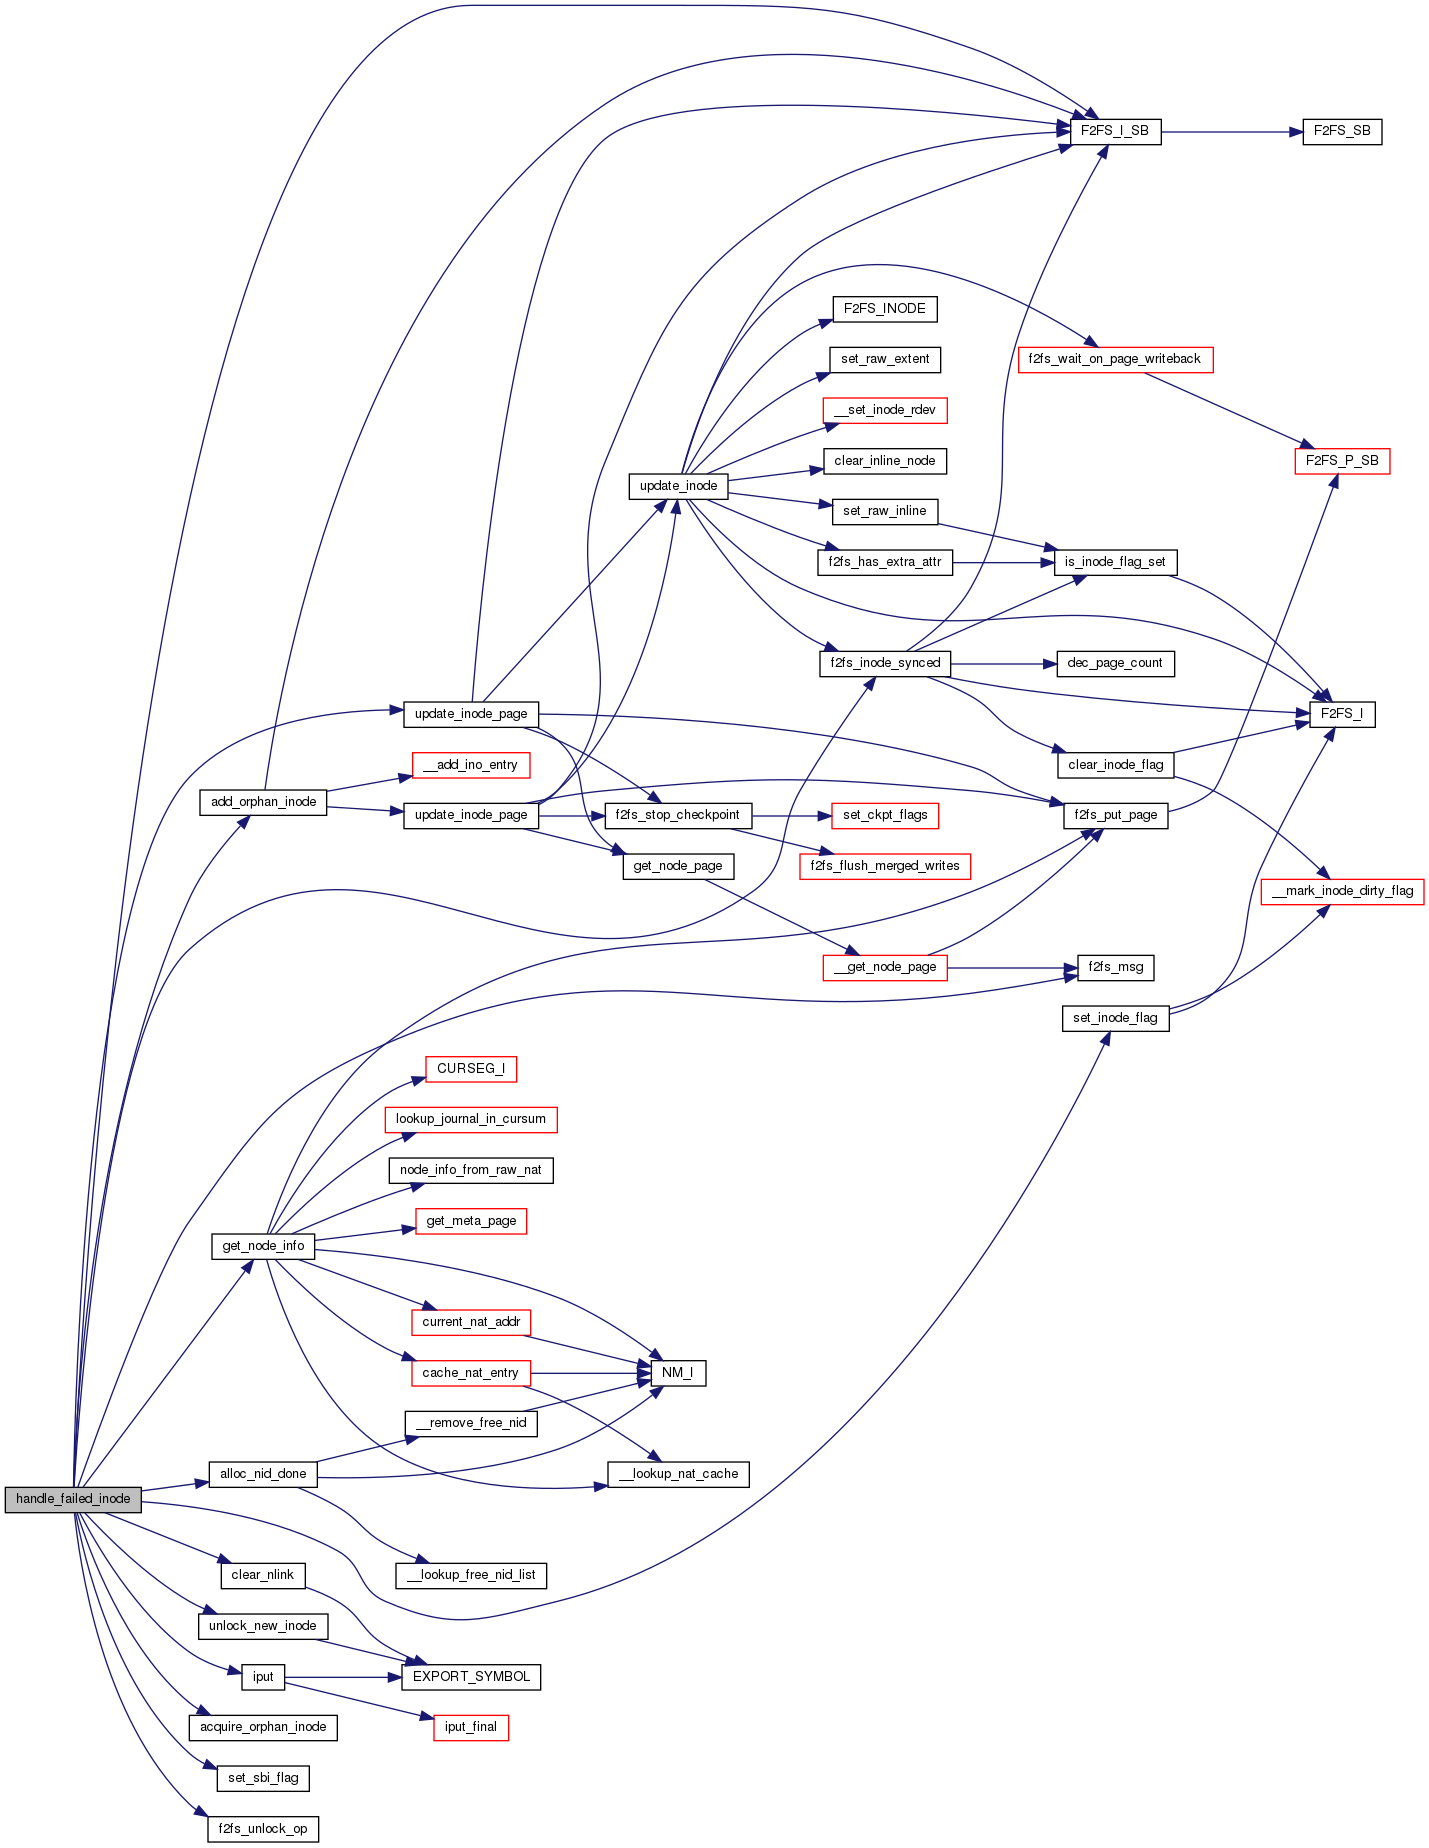 F2FS_I_SB
F2FS_SB
F2FS_INODE
set_raw_extent
f2fs_wait_on_page_writeback
__set_inode_rdev
clear_inline_node
F2FS_P_SB
update_inode
set_raw_inline
f2fs_has_extra_attr
is_inode_flag_set
f2fs_inode_synced
dec_page_count
update_inode_page
F2FS_I
__add_ino_entry
clear_inode_flag
add_orphan_inode
update_inode_page
f2fs_stop_checkpoint
set_ckpt_flags
f2fs_put_page
get_node_page
f2fs_flush_merged_writes
__mark_inode_dirty_flag
__get_node_page
f2fs_msg
set_inode_flag
CURSEG_I
lookup_journal_in_cursum
node_info_from_raw_nat
get_meta_page
get_node_info
current_nat_addr
cache_nat_entry
NM_I
__remove_free_nid
alloc_nid_done
__lookup_nat_cache
handle_failed_inode
clear_nlink
__lookup_free_nid_list
unlock_new_inode
iput
EXPORT_SYMBOL
acquire_orphan_inode
iput_final
set_sbi_flag
f2fs_unlock_op